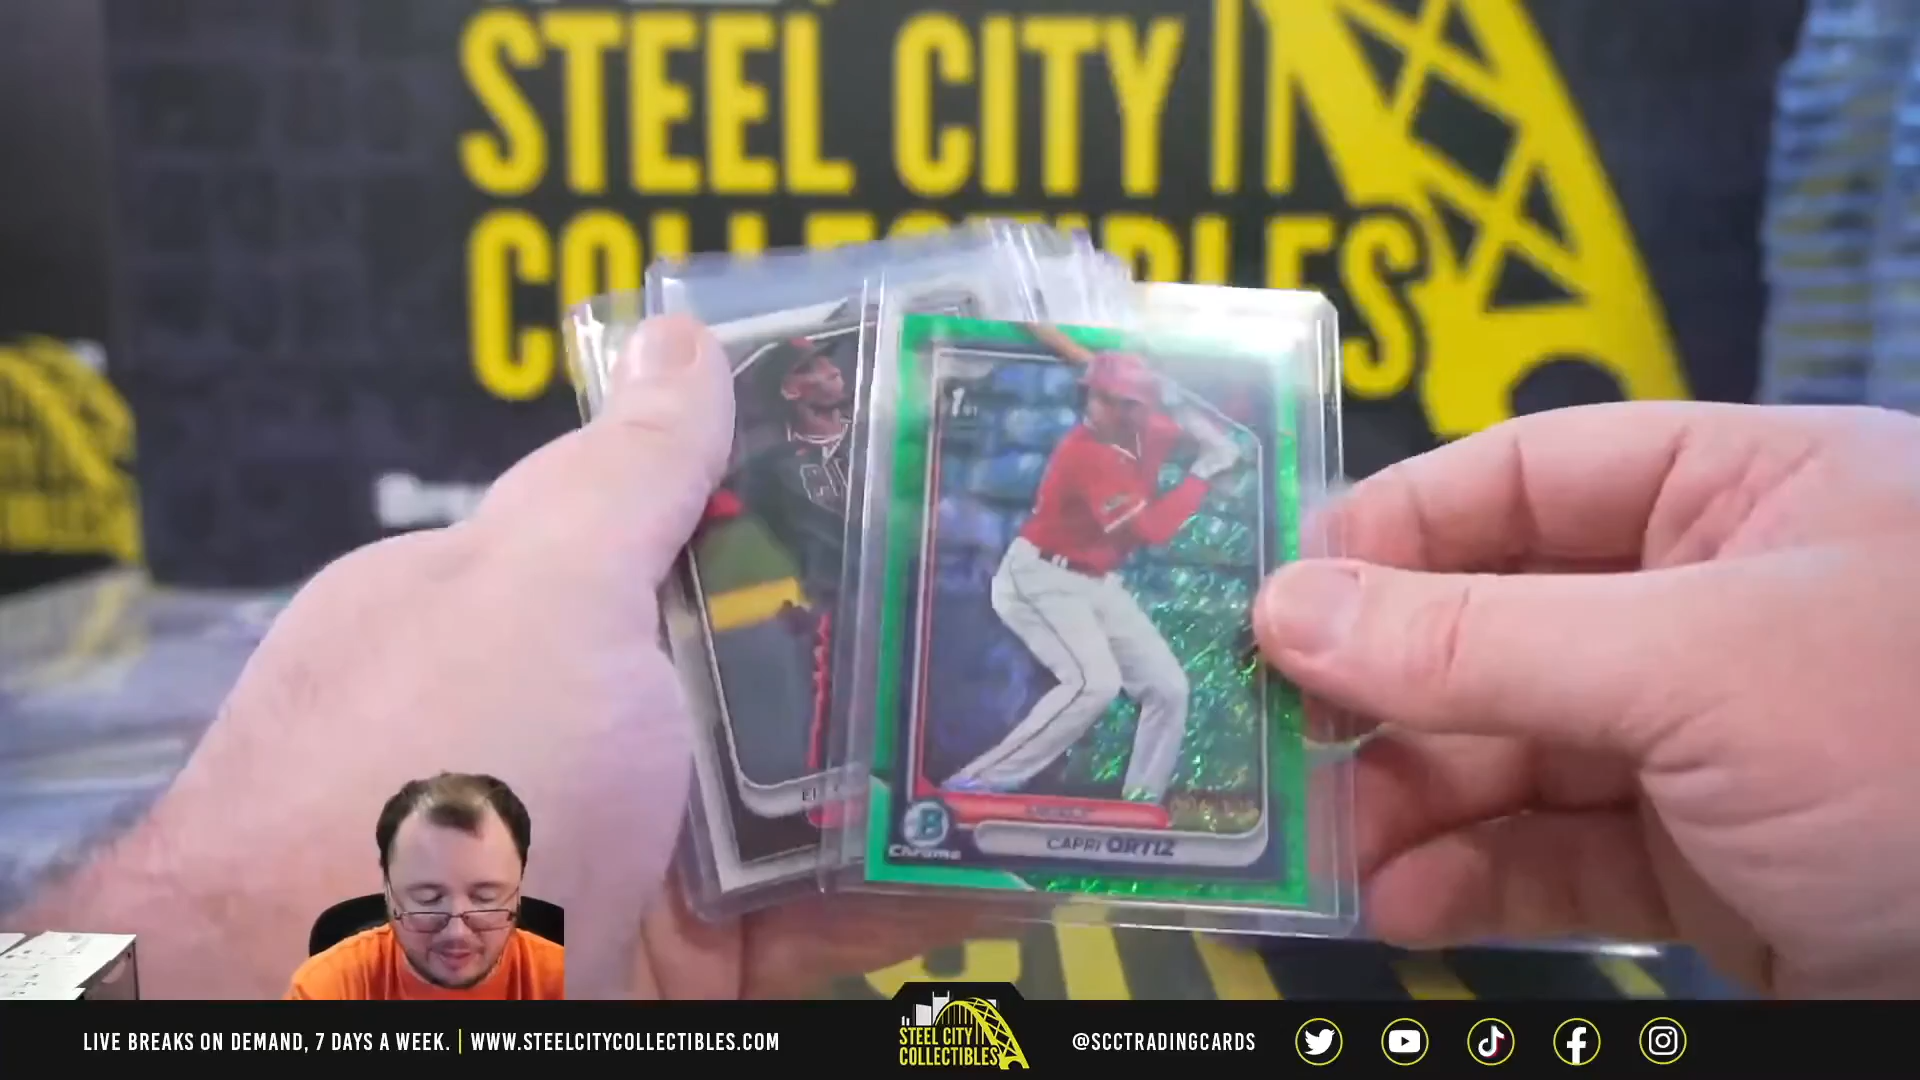 STEEL CITY
COLLECTIBLES
1st
CAPRI ORTIZ
Chrome
LIVE BREAKS ON DEMAND, 7 DAYS A WEEK. | WWW.STEELCITYCOLLECTIBLES.COM
STEEL CITY
COLLECTIBLES
@SCCTRADINGCARDS